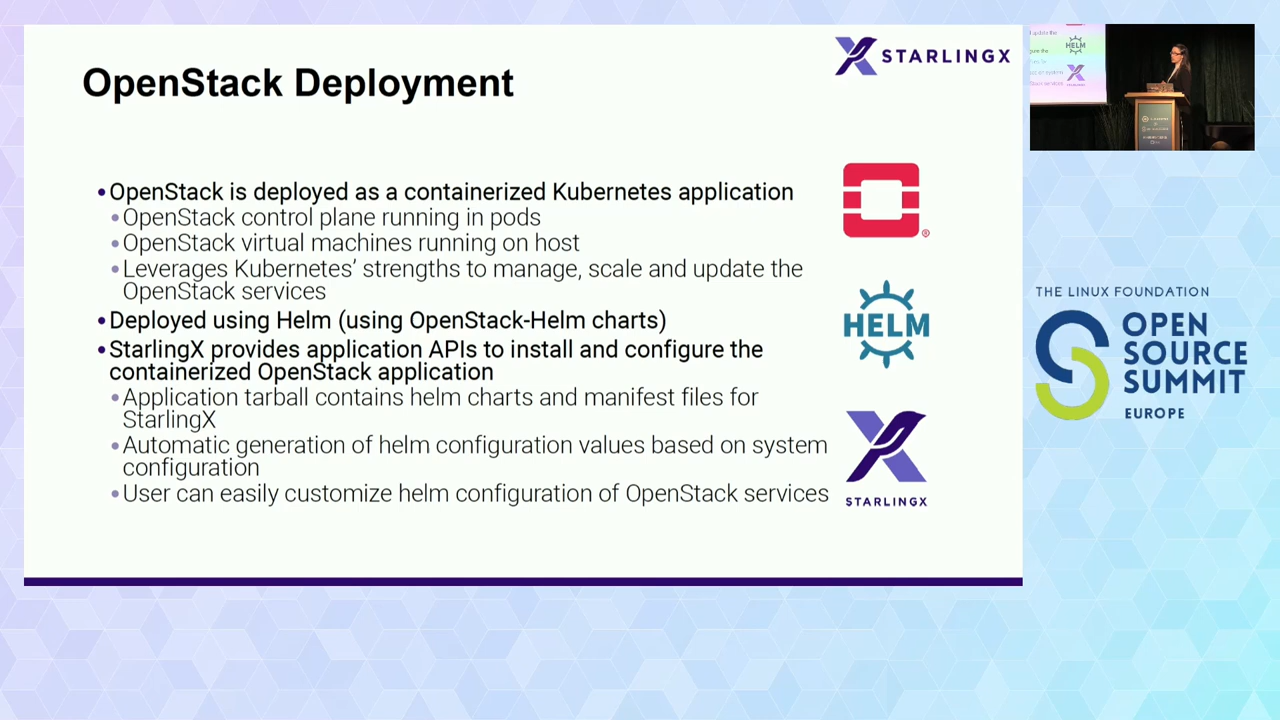 STARLINGX
OpenStack Deployment
•OpenStack is deployed as a containerized Kubernetes application
•OpenStack control plane running in pods
•OpenStack virtual machines running on host
•Leverages Kubernetes’ strengths to manage, scale and update the
OpenStack services
•Deployed using Helm (using OpenStack-Helm charts)
•StarlingX provides application APIs to install and configure the
containerized OpenStack application
•Application tarball contains helm charts and manifest files for
StarlingX
•Automatic generation of helm configuration values based on system
configuration
•User can easily customize helm configuration of OpenStack services
®
HELM
STARLINGX
update the
HELM
THE LINUX FOUNDATION
OPEN
SOURCE
SUMMIT
EUROPE